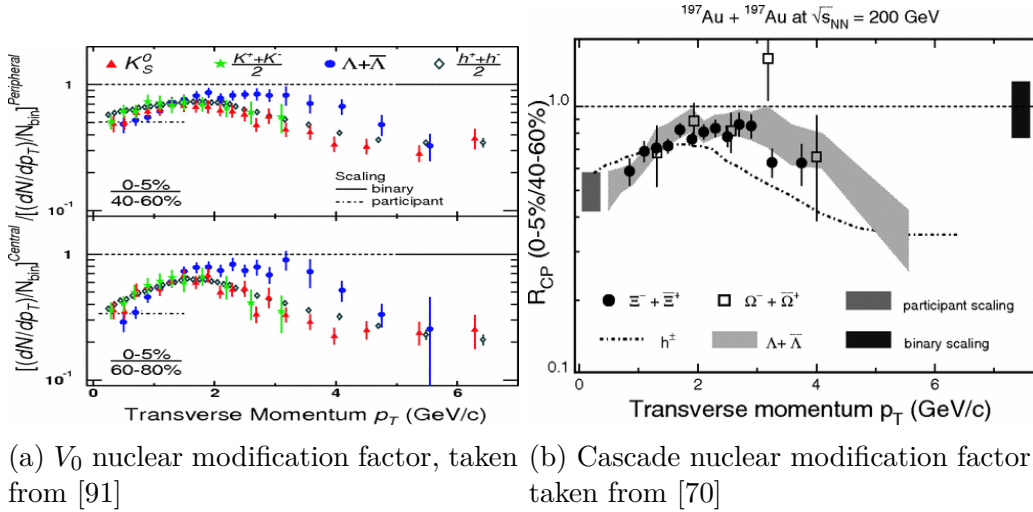 K⁰_S K⁺+K⁻/2 Λ+Λ̄ h⁺+h⁻/2
[(dN/dp_T)/N_bin]^Central/[(dN/dp_T)/N_bin]^Peripheral
1
Scaling
0-5%
40-60%
binary
participant
10⁻¹
1
0-5%
60-80%
10⁻¹
0 2 4 6
Transverse Momentum p_T (GeV/c)
(a) V₀ nuclear modification factor, taken
from [91]
¹⁹⁷Au + ¹⁹⁷Au at √s_NN = 200 GeV
R_CP (0-5%/40-60%)
1.0
Ξ⁻ + Ξ̄⁺ Ω⁻ + Ω̄⁺ participant scaling
h^± Λ + Λ̄ binary scaling
0.1
0 2 4 6
Transverse momentum p_T (GeV/c)
(b) Cascade nuclear modification factor
taken from [70]